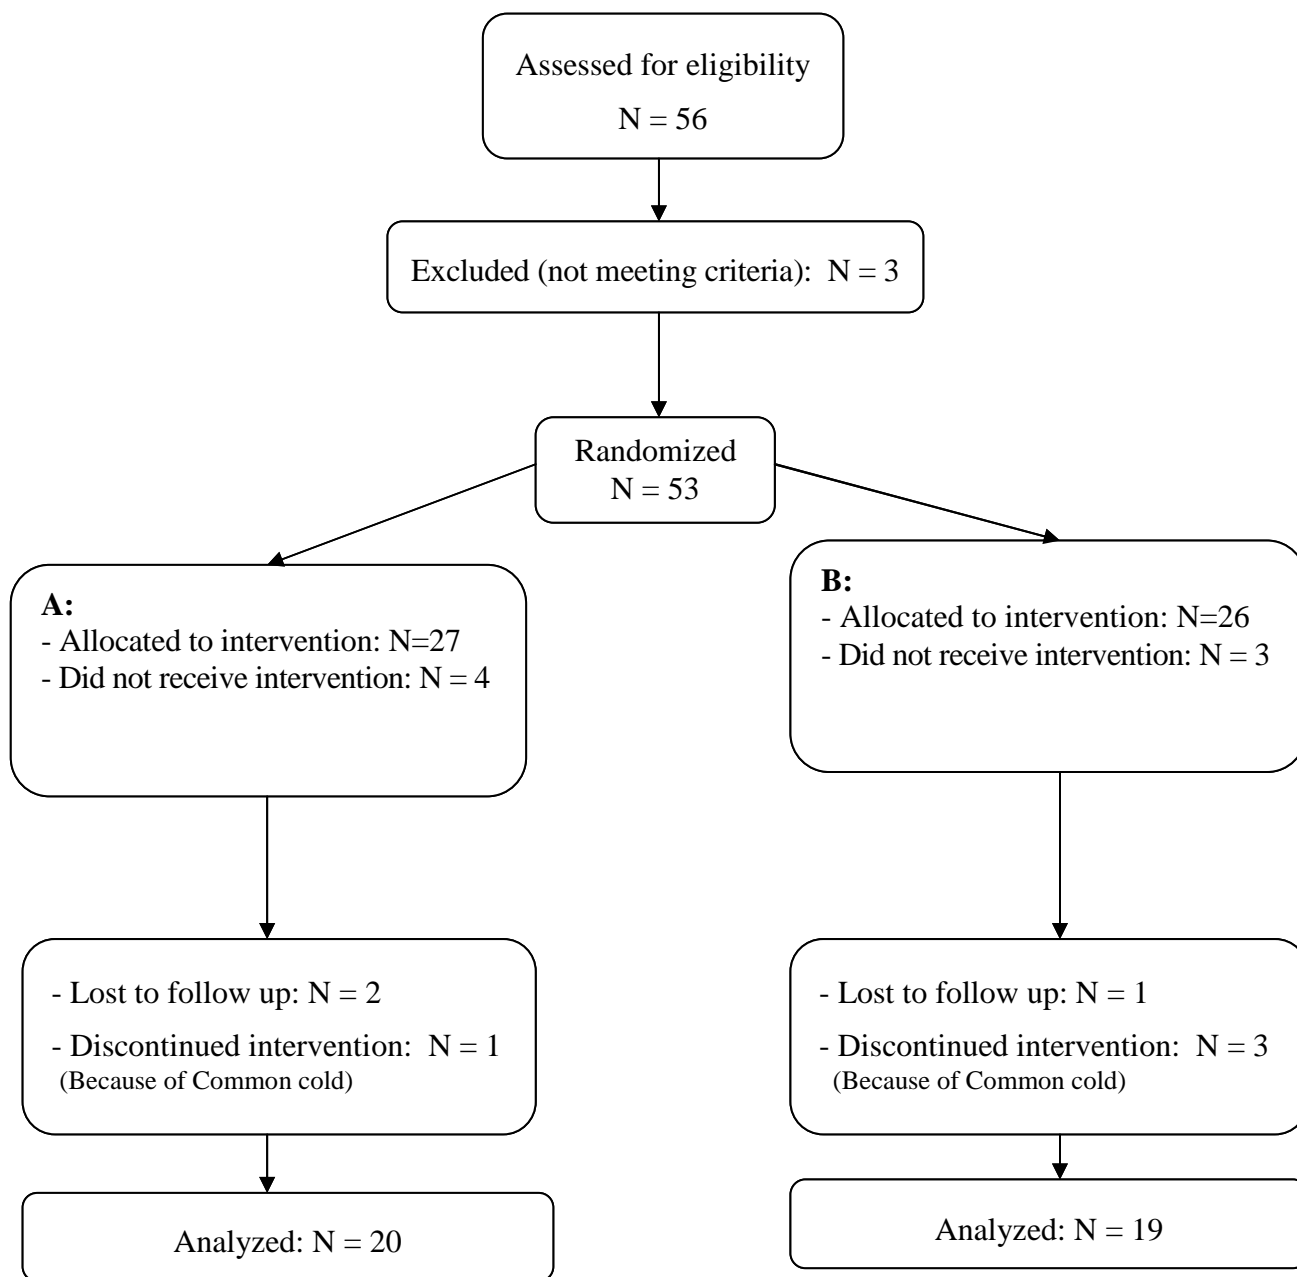 Assessed for eligibility
N = 56
Excluded (not meeting criteria): N = 3
Randomized
N = 53
A:
- Allocated to intervention: N=27
- Did not receive intervention: N = 4
B:
- Allocated to intervention: N=26
- Did not receive intervention: N = 3
- Lost to follow up: N = 2
- Discontinued intervention: N = 1
(Because of Common cold)
- Lost to follow up: N = 1
- Discontinued intervention: N = 3
(Because of Common cold)
Analyzed: N = 20
Analyzed: N = 19